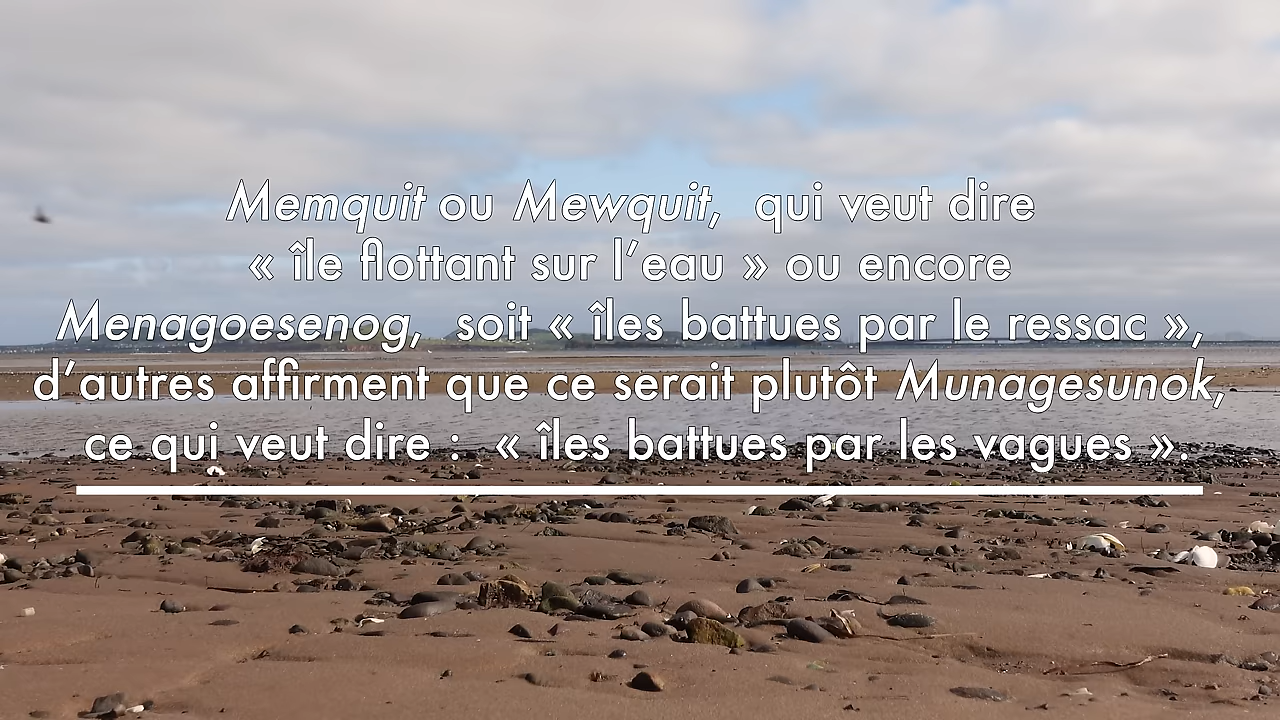 Memquit ou Mewquit, qui veut dire
« île flottant sur l’eau » ou encore
Menagoesenog, soit « îles battues par le ressac »,
d’autres affirment que ce serait plutôt Munagesunok,
ce qui veut dire : « îles battues par les vagues ».